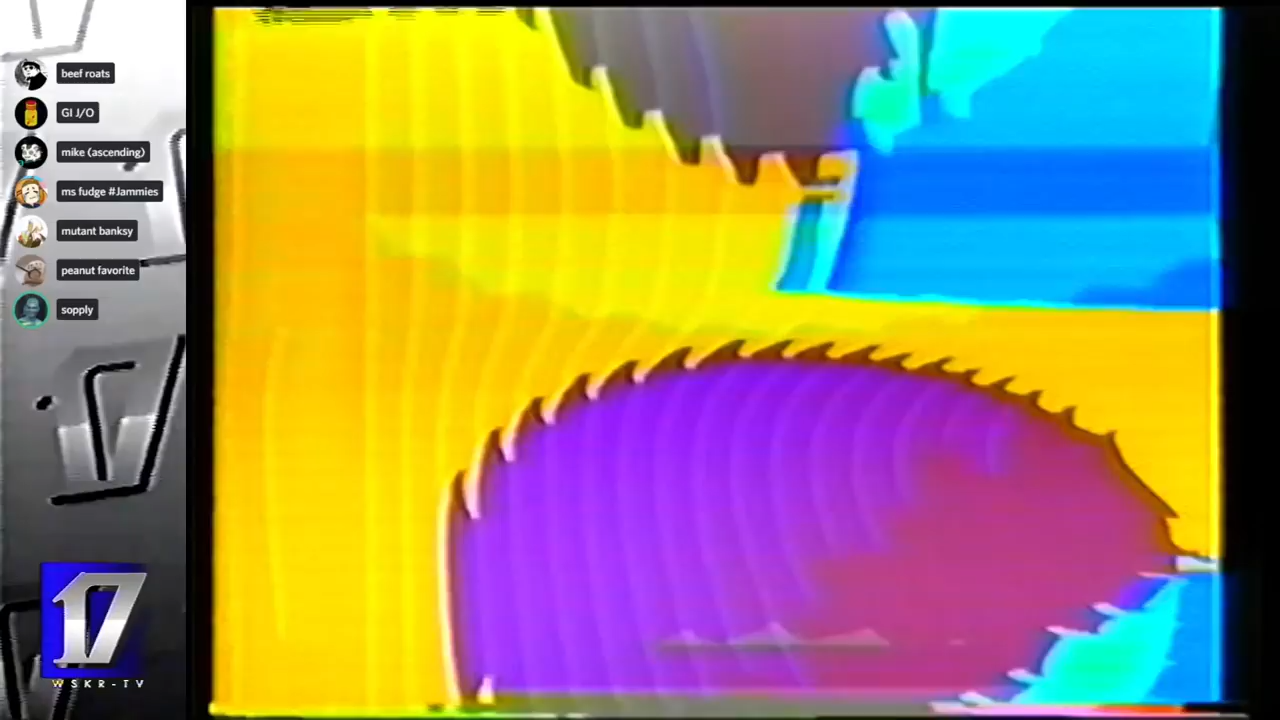 beef roats
GI J/O
mike (ascending)
ms fudge #Jammies
mutant banksy
peanut favorite
sopply
17
WSKR-TV